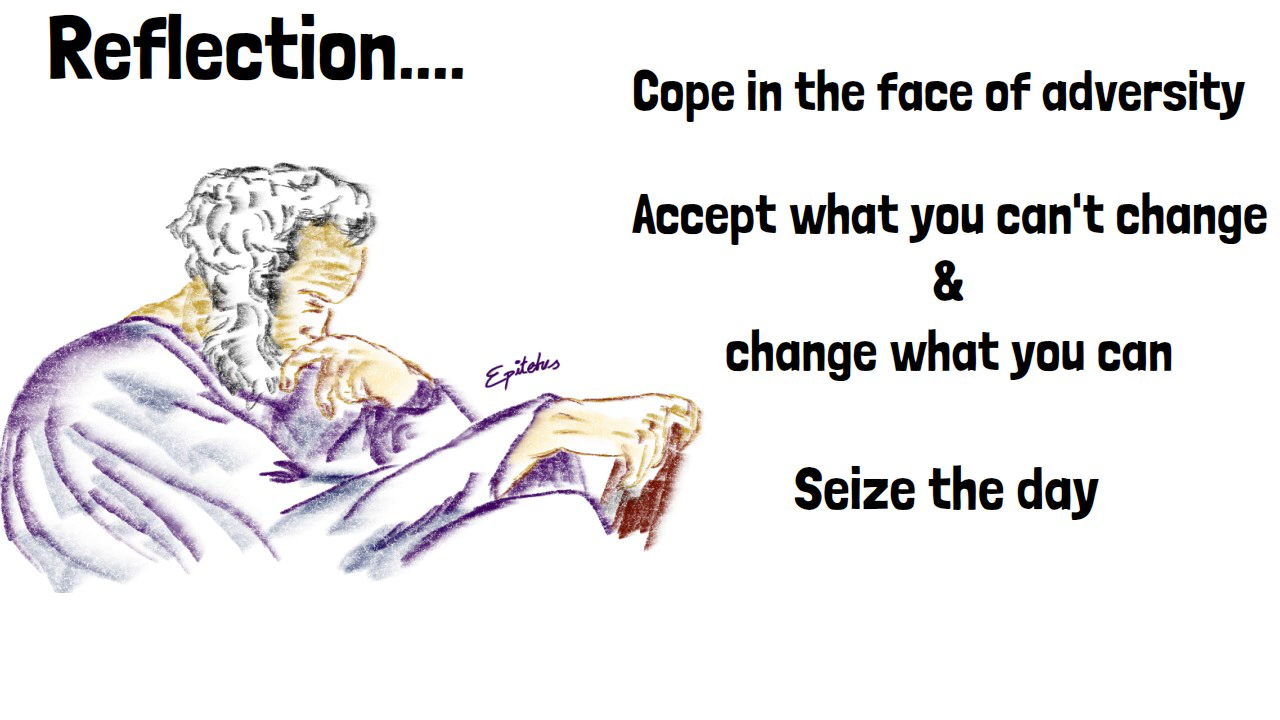 Reflection....
Cope in the face of adversity
Accept what you can't change
&
change what you can
Epitetus
Seize the day